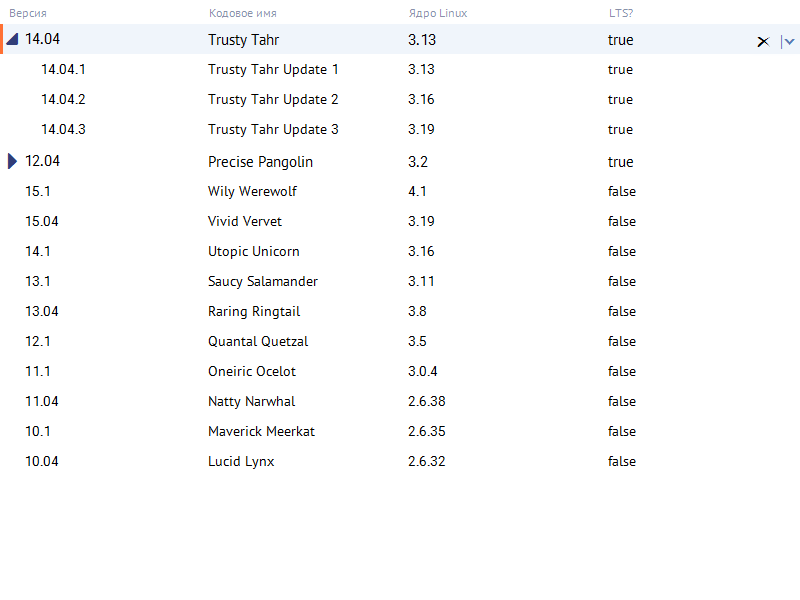 Версия Кодовое имя Ядро Linux LTS?
14.04 Trusty Tahr 3.13 true
14.04.1 Trusty Tahr Update 1 3.13 true
14.04.2 Trusty Tahr Update 2 3.16 true
14.04.3 Trusty Tahr Update 3 3.19 true
12.04 Precise Pangolin 3.2 true
15.1 Wily Werewolf 4.1 false
15.04 Vivid Vervet 3.19 false
14.1 Utopic Unicorn 3.16 false
13.1 Saucy Salamander 3.11 false
13.04 Raring Ringtail 3.8 false
12.1 Quantal Quetzal 3.5 false
11.1 Oneiric Ocelot 3.0.4 false
11.04 Natty Narwhal 2.6.38 false
10.1 Maverick Meerkat 2.6.35 false
10.04 Lucid Lynx 2.6.32 false